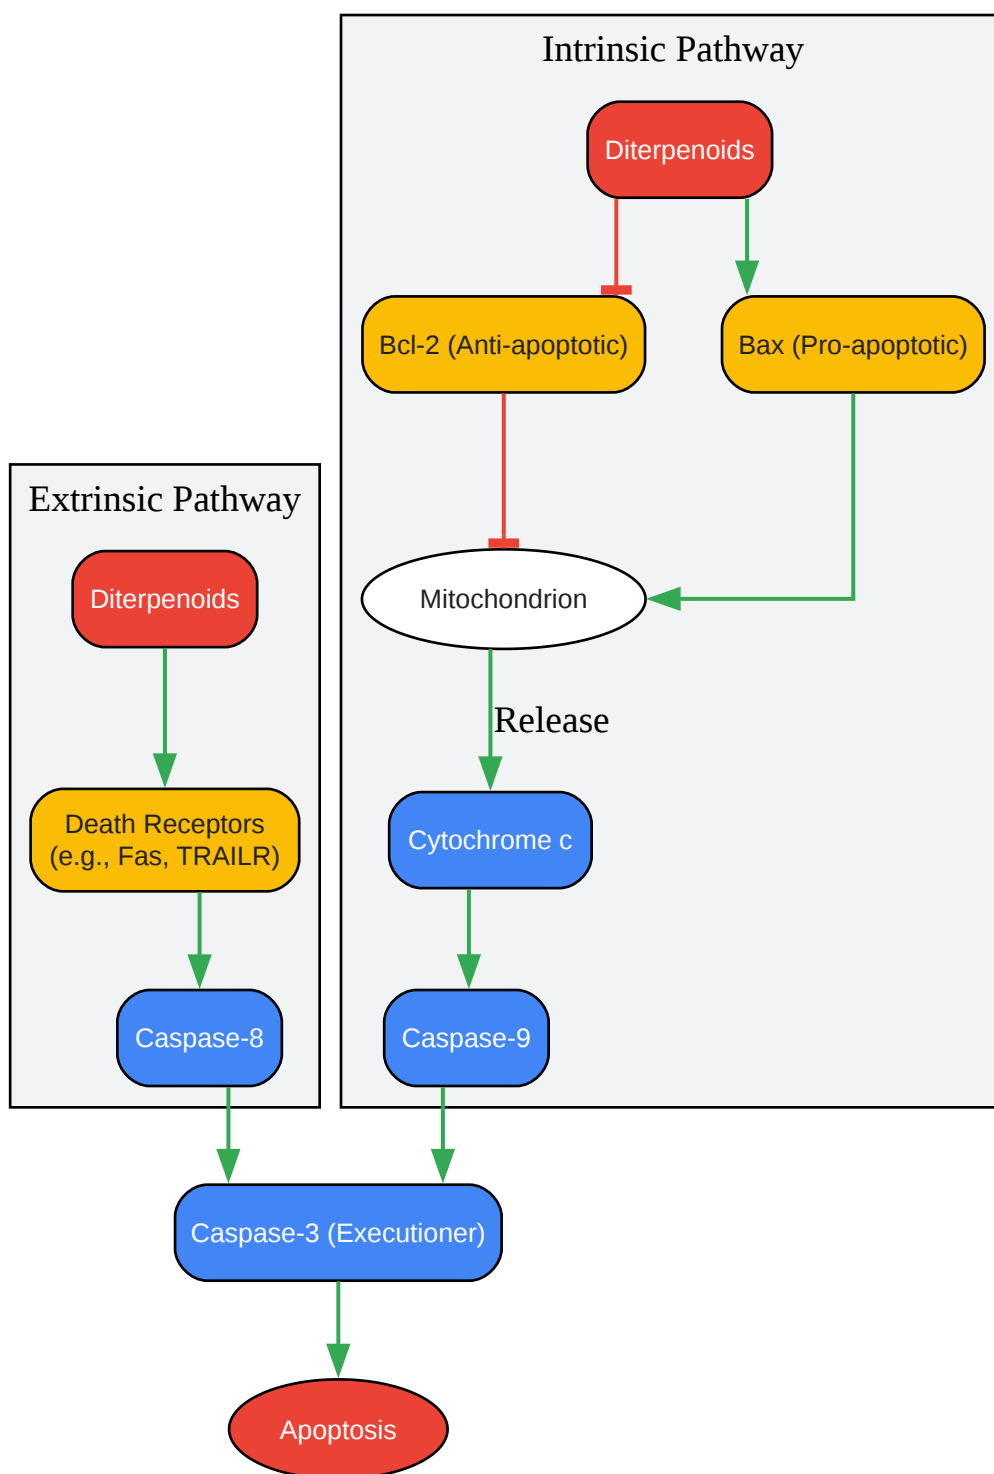 Intrinsic Pathway
Diterpenoids
Bcl-2 (Anti-apoptotic)
Bax (Pro-apoptotic)
Extrinsic Pathway
Diterpenoids
Mitochondrion
Release
Death Receptors
(e.g., Fas, TRAILR)
Cytochrome c
Caspase-8
Caspase-9
Caspase-3 (Executioner)
Apoptosis